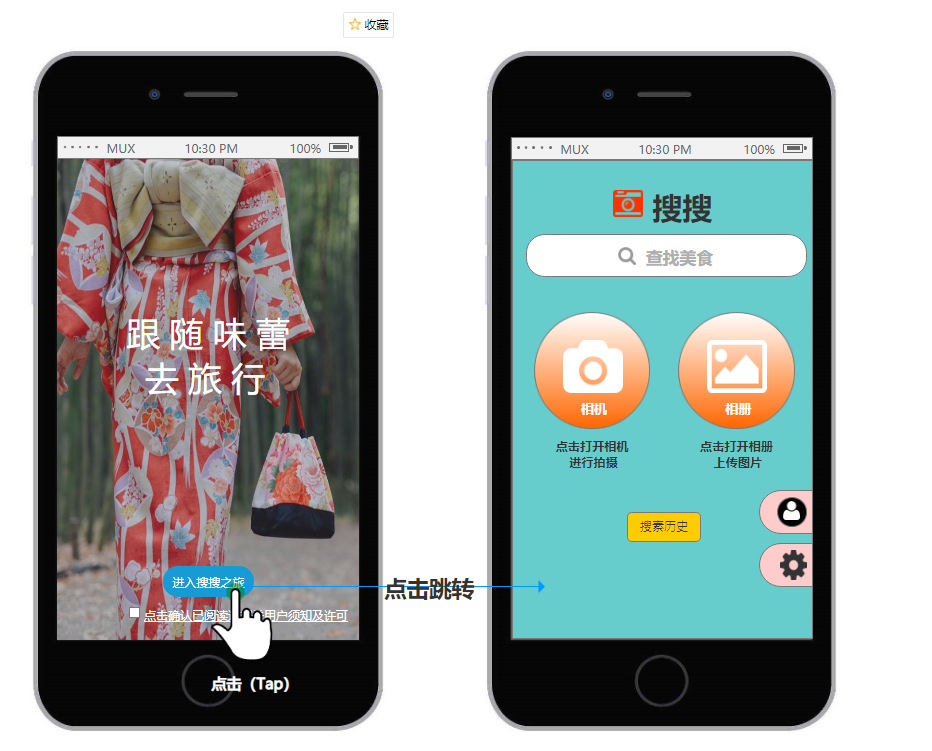 收藏
MUX 10:30 PM 100%
跟随味蕾
去旅行
进入搜搜之旅
点击确认已阅读
用户须知及许可
点击（Tap）
点击跳转
MUX 10:30 PM 100%
搜搜
查找美食
相机
相册
点击打开相机
进行拍摄
点击打开相册
上传图片
搜素历史